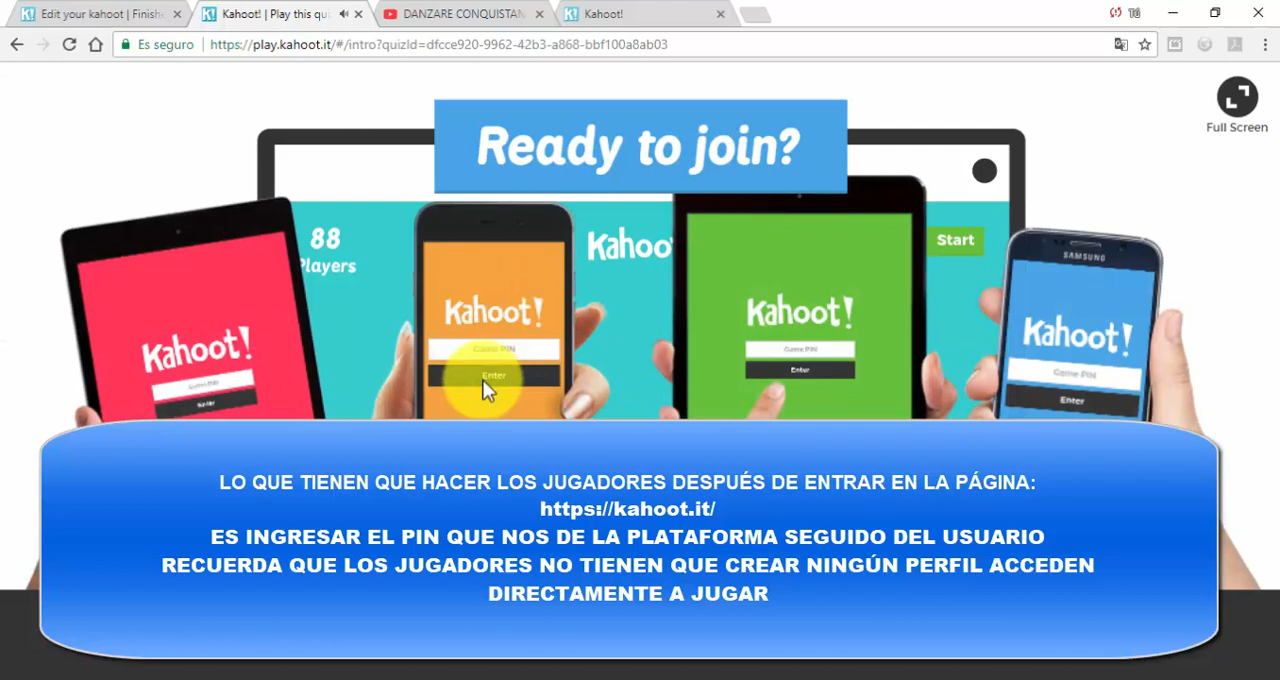 Edit your kahoot | Finishe
Kahoot! | Play this qu
DANZARE CONQUISTAN
Kahoot!
Es seguro
https://play.kahoot.it/#/intro?quizId=dfcce920-9962-42b3-a868-bbf100a8ab03
Full Screen
Ready to join?
88
Players
Kahoot
Start
SAMSUNG
Kahoot!
Game PIN
Enter
Kahoot!
Game PIN
Enter
Kahoot!
Game PIN
Enter
Kahoot!
Game PIN
Enter
LO QUE TIENEN QUE HACER LOS JUGADORES DESPUÉS DE ENTRAR EN LA PÁGINA:
https://kahoot.it/
ES INGRESAR EL PIN QUE NOS DE LA PLATAFORMA SEGUIDO DEL USUARIO
RECUERDA QUE LOS JUGADORES NO TIENEN QUE CREAR NINGÚN PERFIL ACCEDEN
DIRECTAMENTE A JUGAR